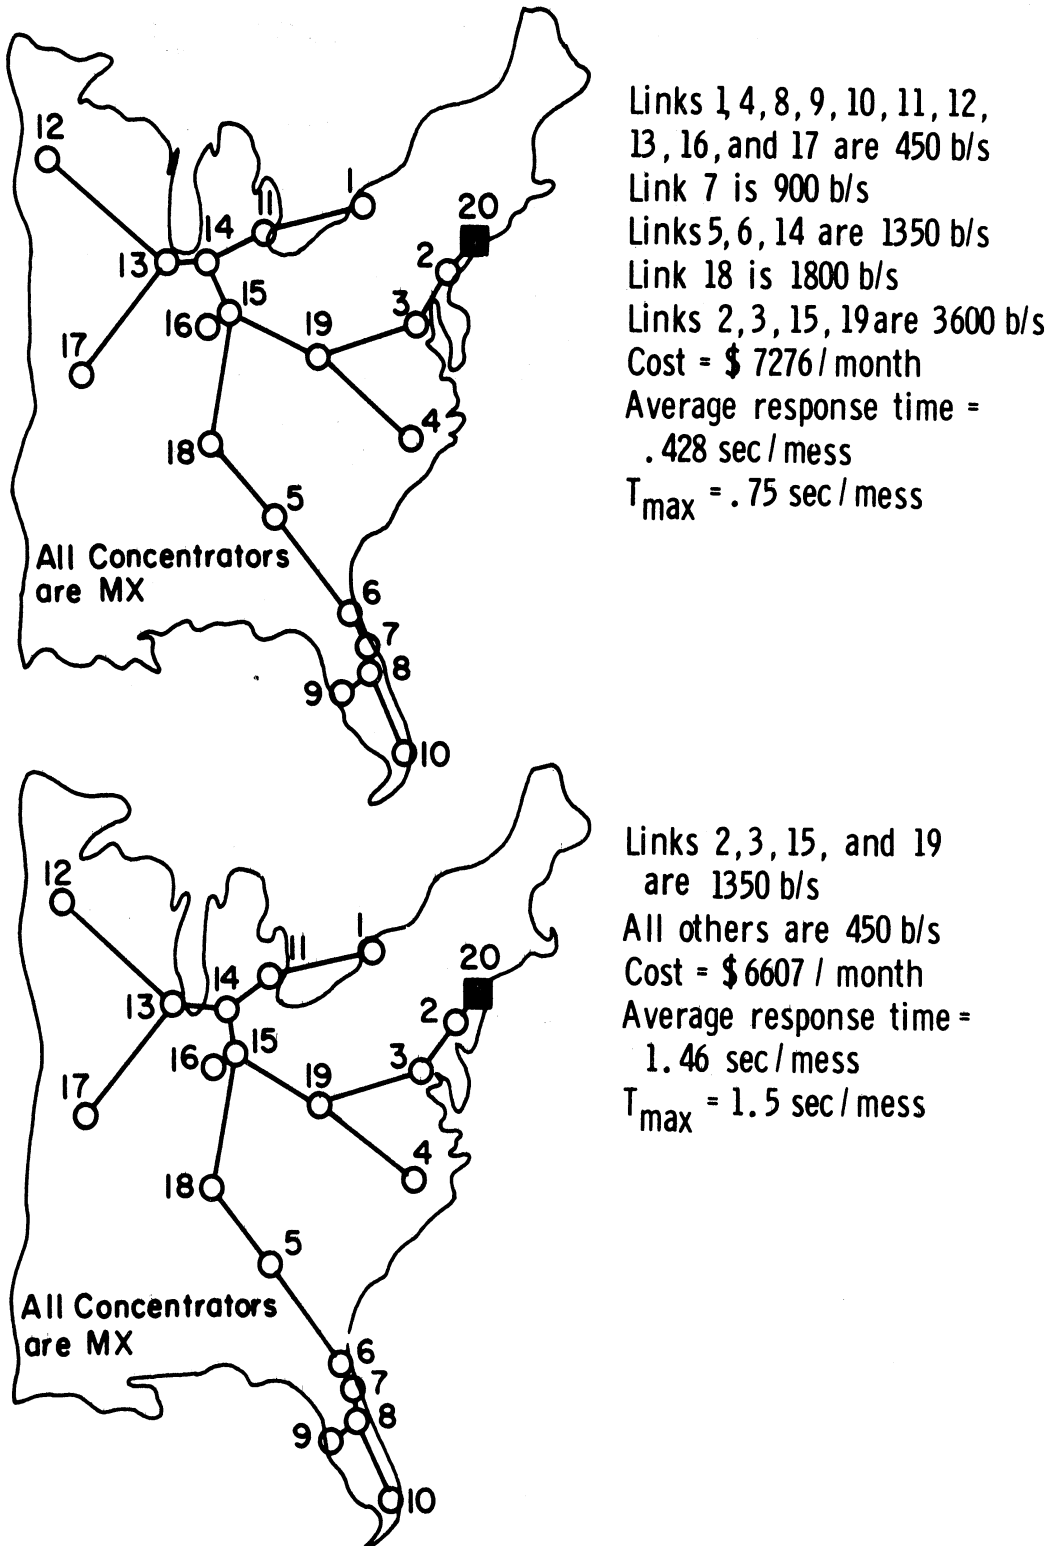 12
1
11
20
14
2
13
15
3
16
19
17
4
18
5
All Concentrators
are MX
6
7
8
9
10
Links 1, 4, 8, 9, 10, 11, 12,
13, 16, and 17 are 450 b/s
Link 7 is 900 b/s
Links 5, 6, 14 are 1350 b/s
Link 18 is 1800 b/s
Links 2, 3, 15, 19 are 3600 b/s
Cost = $ 7276 / month
Average response time =
.428 sec / mess
Tmax = .75 sec / mess
12
1
11
20
14
2
13
15
3
16
19
17
4
18
5
All Concentrators
are MX
6
7
8
9
10
Links 2, 3, 15, and 19
are 1350 b/s
All others are 450 b/s
Cost = $ 6607 / month
Average response time =
1.46 sec / mess
Tmax = 1.5 sec / mess